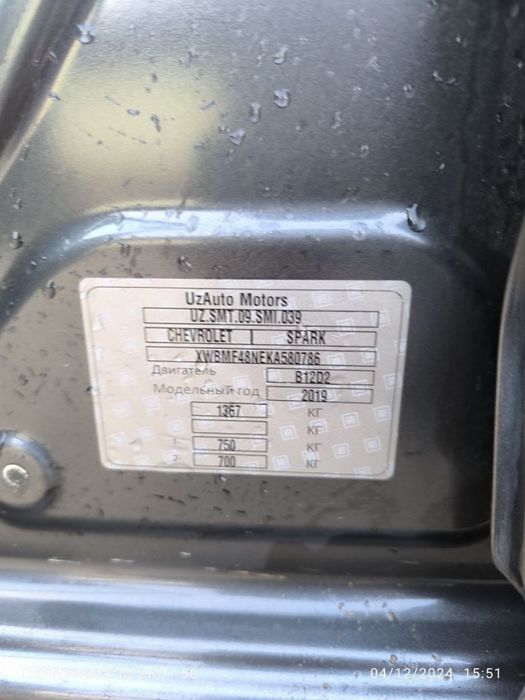 UzAuto Motors
UZ.SMT.09.SMI.039
CHEVROLET SPARK
XWBMF48NEKA580786
Двигатель B12D2
Модельный год 2019
1367 КГ
КГ
1- 750 КГ
2- 700 КГ
04/12/2024 15:51